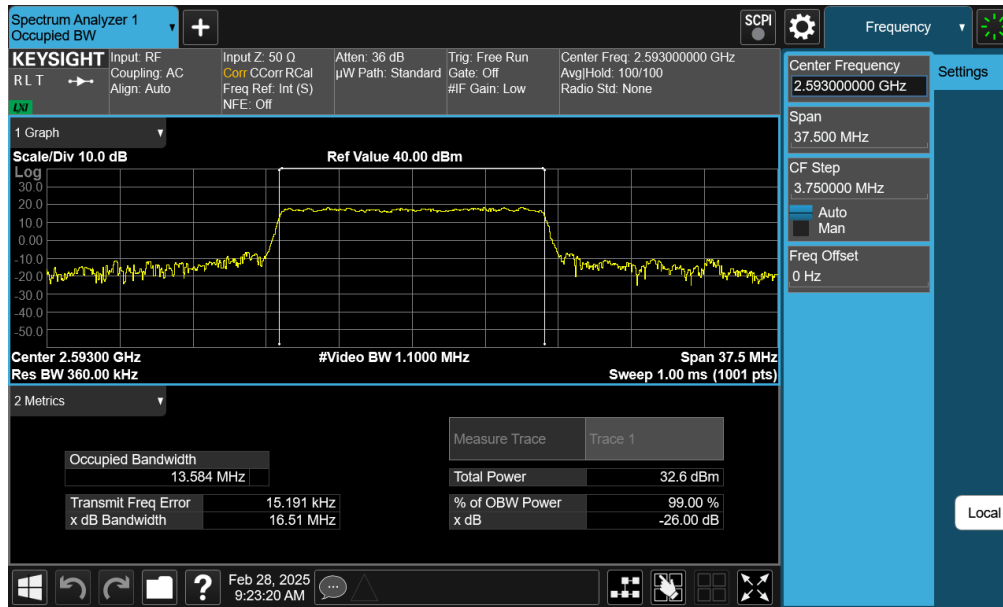 Spectrum Analyzer 1
Occupied BW
+
SCPI
Frequency
KEYSIGHT
R L T
LXI
Input: RF
Coupling: AC
Align: Auto
Input Z: 50 Ω
Corr CCorr RCal
Freq Ref: Int (S)
NFE: Off
Atten: 36 dB
µW Path: Standard
Trig: Free Run
Gate: Off
#IF Gain: Low
Center Freq: 2.593000000 GHz
Avg|Hold: 100/100
Radio Std: None
Center Frequency
2.593000000 GHz
Settings
Span
37.500 MHz
CF Step
3.750000 MHz
Auto
Man
Freq Offset
0 Hz
Local
1 Graph
Scale/Div 10.0 dB
Ref Value 40.00 dBm
Log
30.0
20.0
10.0
0.00
-10.0
-20.0
-30.0
-40.0
-50.0
Center 2.59300 GHz
#Video BW 1.1000 MHz
Span 37.5 MHz
Res BW 360.00 kHz
Sweep 1.00 ms (1001 pts)
2 Metrics
Measure Trace
Trace 1
Occupied Bandwidth
13.584 MHz
Total Power
32.6 dBm
Transmit Freq Error
15.191 kHz
% of OBW Power
99.00 %
x dB Bandwidth
16.51 MHz
x dB
-26.00 dB
?
Feb 28, 2025
9:23:20 AM